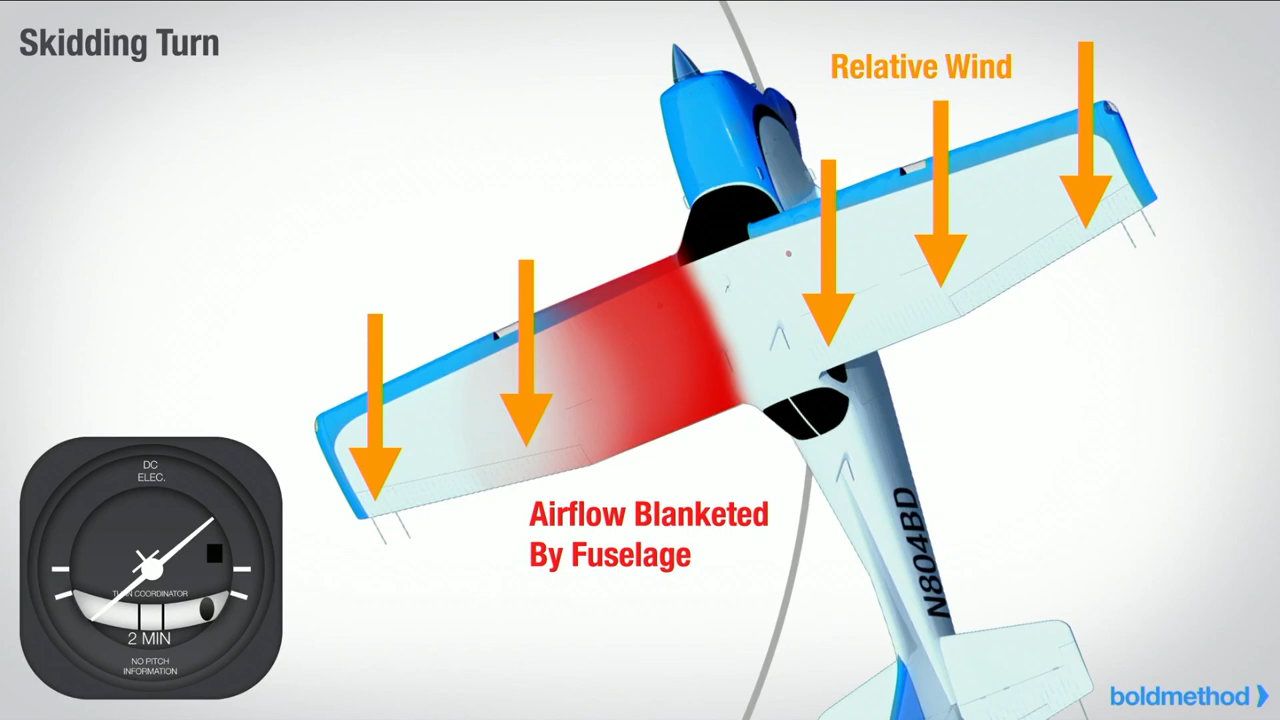 Skidding Turn
Relative Wind
Airflow Blanketed
By Fuselage
N804BD
DC
ELEC.
TURN COORDINATOR
2 MIN
NO PITCH
INFORMATION
boldmethod